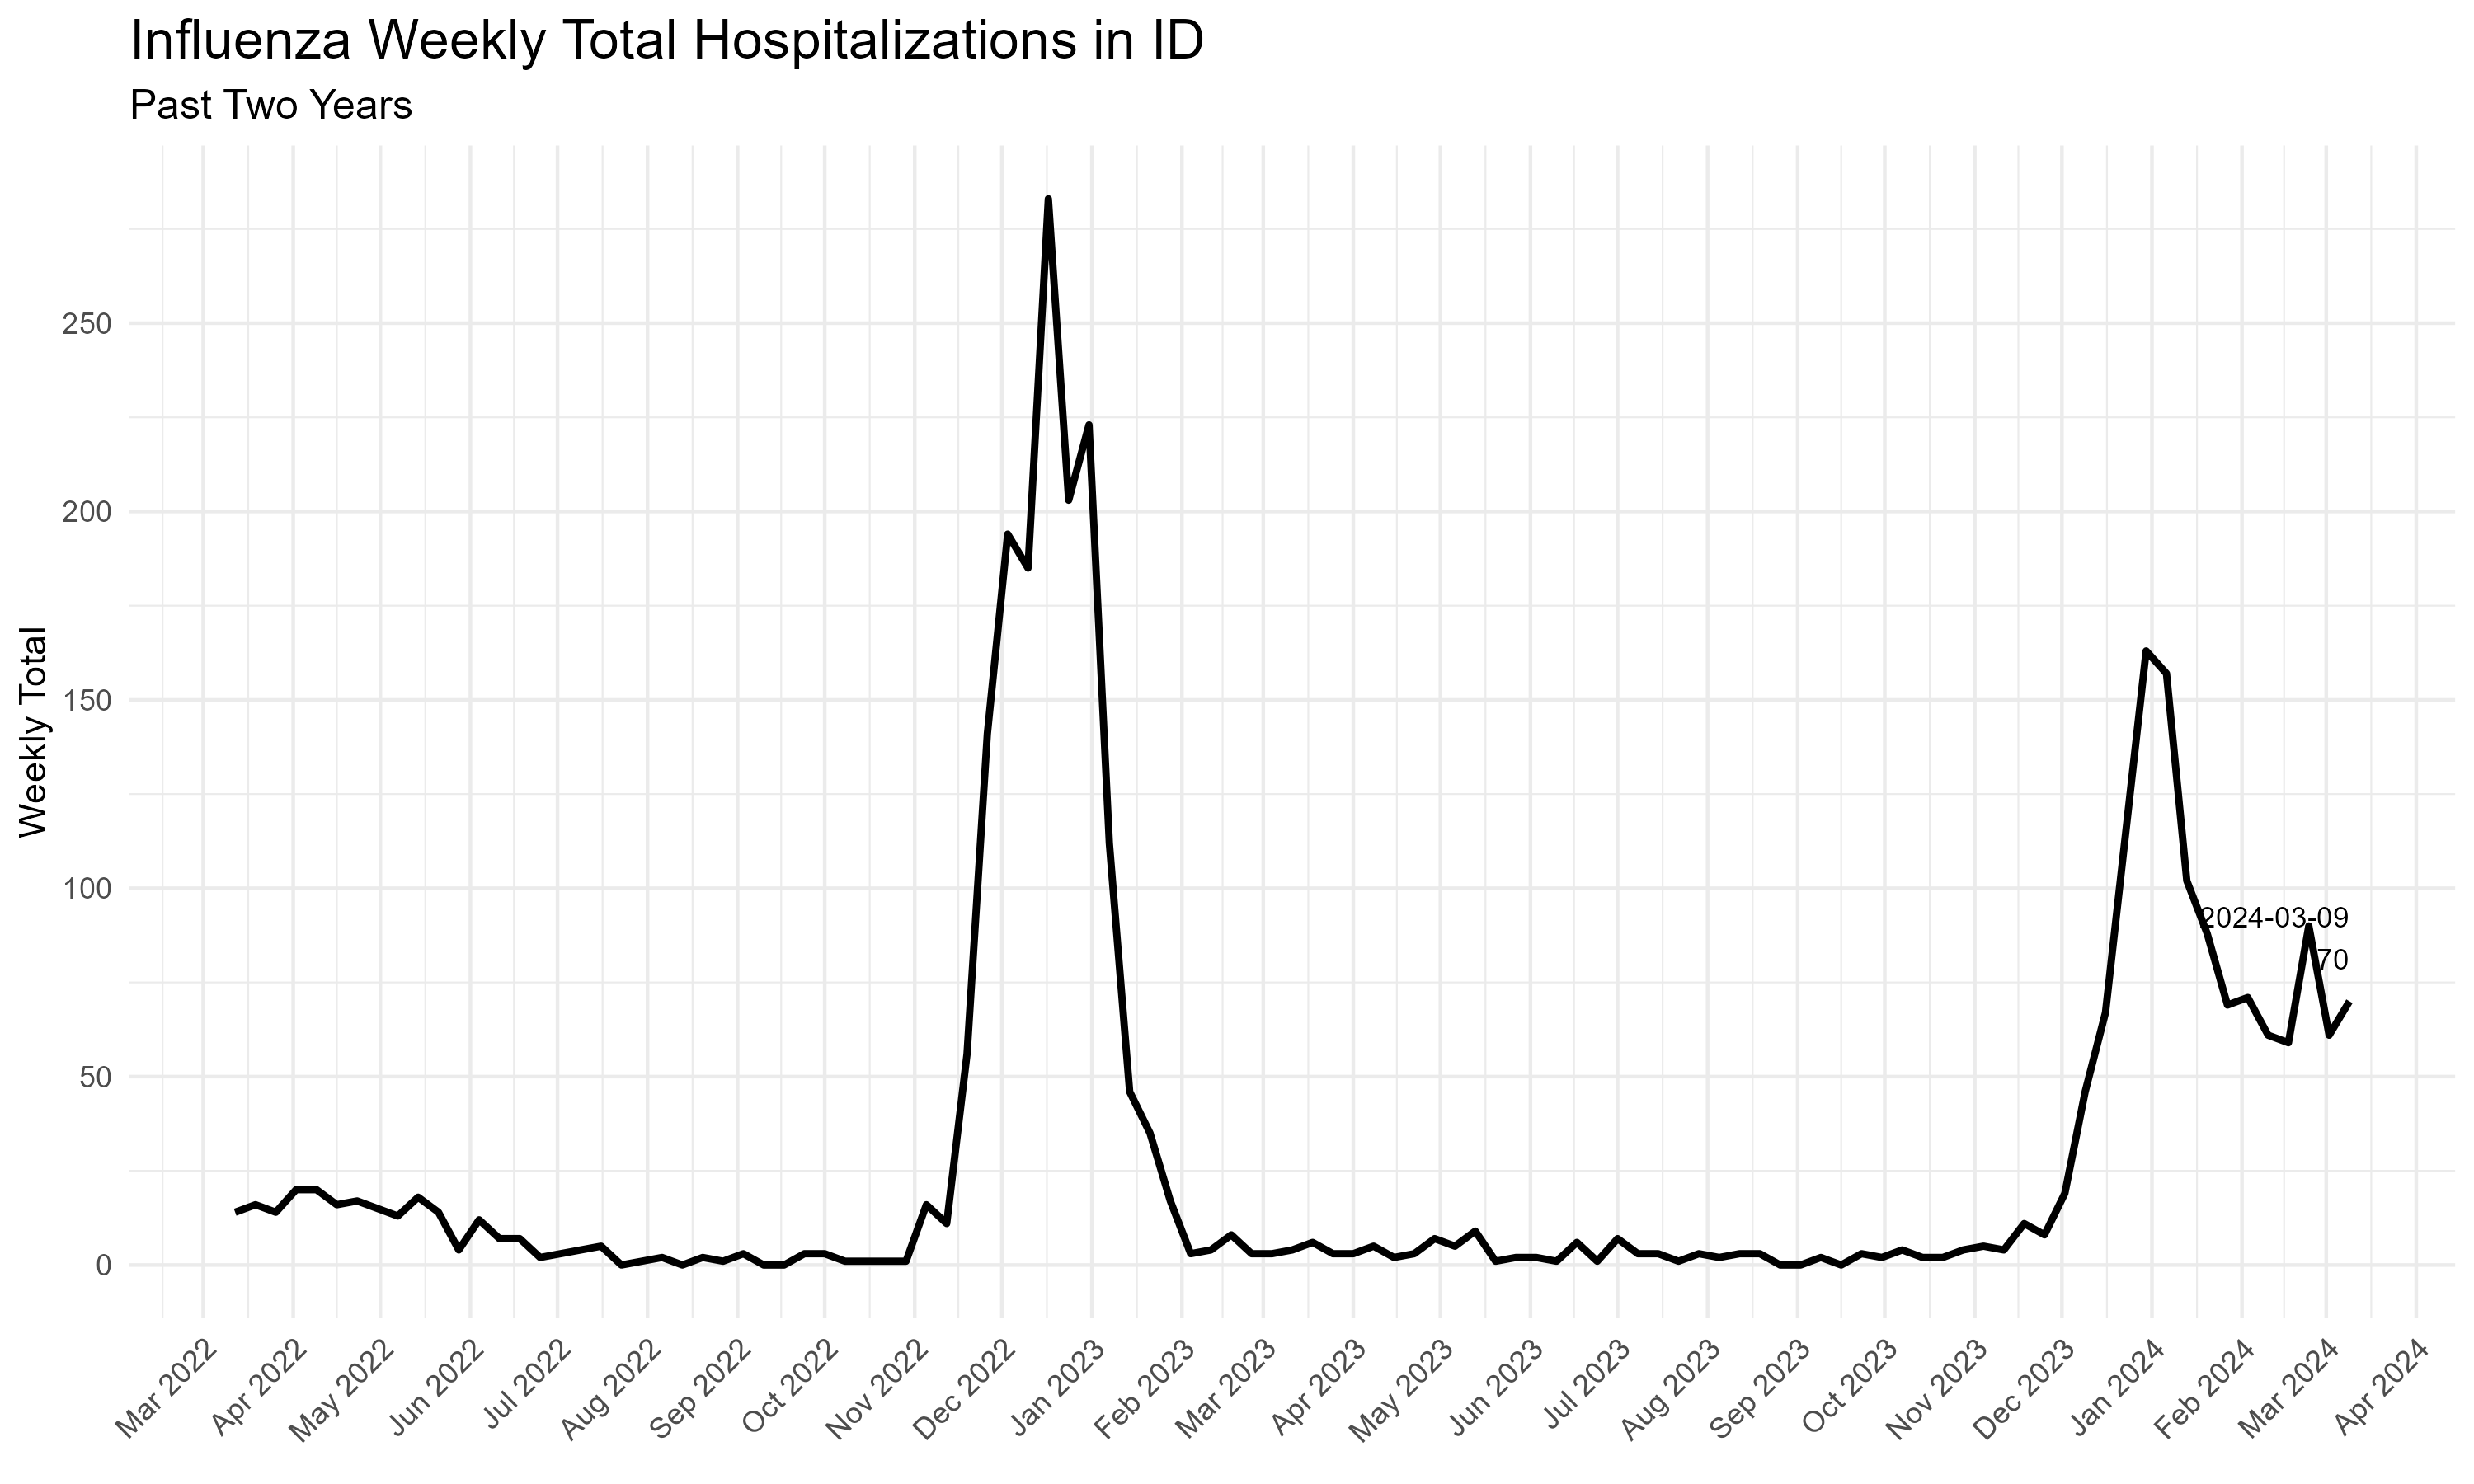 Influenza Weekly Total Hospitalizations in ID
Past Two Years
Weekly Total
250
200
150
100
50
0
2024-03-09
70
Mar 2022
Apr 2022
May 2022
Jun 2022
Jul 2022
Aug 2022
Sep 2022
Oct 2022
Nov 2022
Dec 2022
Jan 2023
Feb 2023
Mar 2023
Apr 2023
May 2023
Jun 2023
Jul 2023
Aug 2023
Sep 2023
Oct 2023
Nov 2023
Dec 2023
Jan 2024
Feb 2024
Mar 2024
Apr 2024